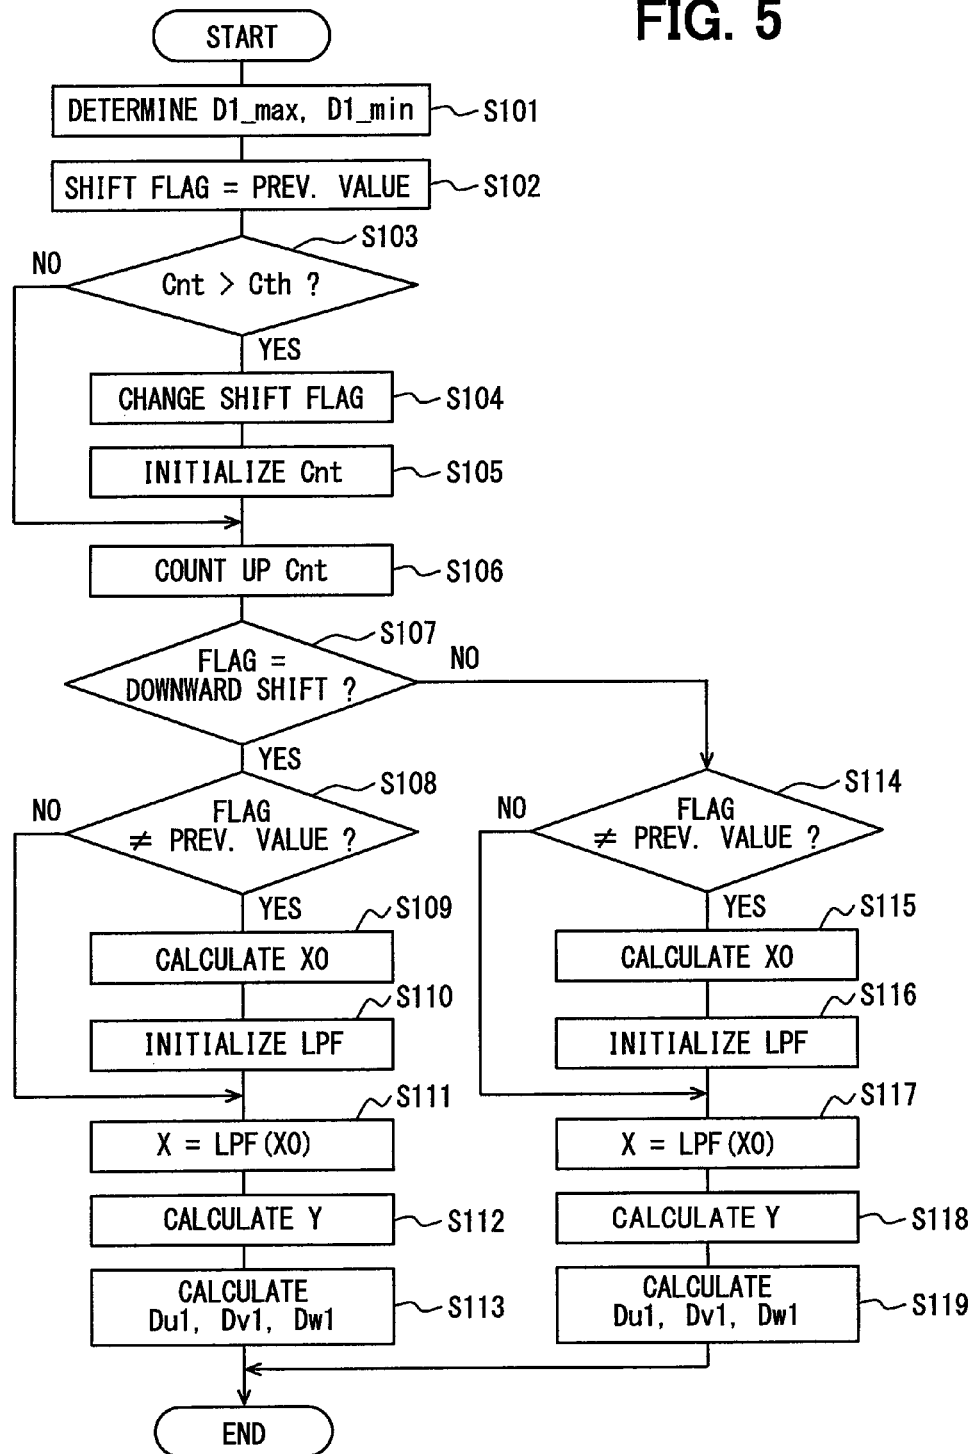 FIG. 5
START
DETERMINE D1_max, D1_min
S101
SHIFT FLAG = PREV. VALUE
S102
S103
NO
Cnt > Cth ?
YES
CHANGE SHIFT FLAG
S104
INITIALIZE Cnt
S105
COUNT UP Cnt
S106
S107
FLAG =
DOWNWARD SHIFT ?
NO
YES
S108
NO
FLAG
≠ PREV. VALUE ?
YES
S109
CALCULATE X0
S110
INITIALIZE LPF
S111
X = LPF(X0)
CALCULATE Y
S112
CALCULATE
Du1, Dv1, Dw1
S113
S114
NO
FLAG
≠ PREV. VALUE ?
YES
S115
CALCULATE X0
S116
INITIALIZE LPF
S117
X = LPF(X0)
CALCULATE Y
S118
CALCULATE
Du1, Dv1, Dw1
S119
END